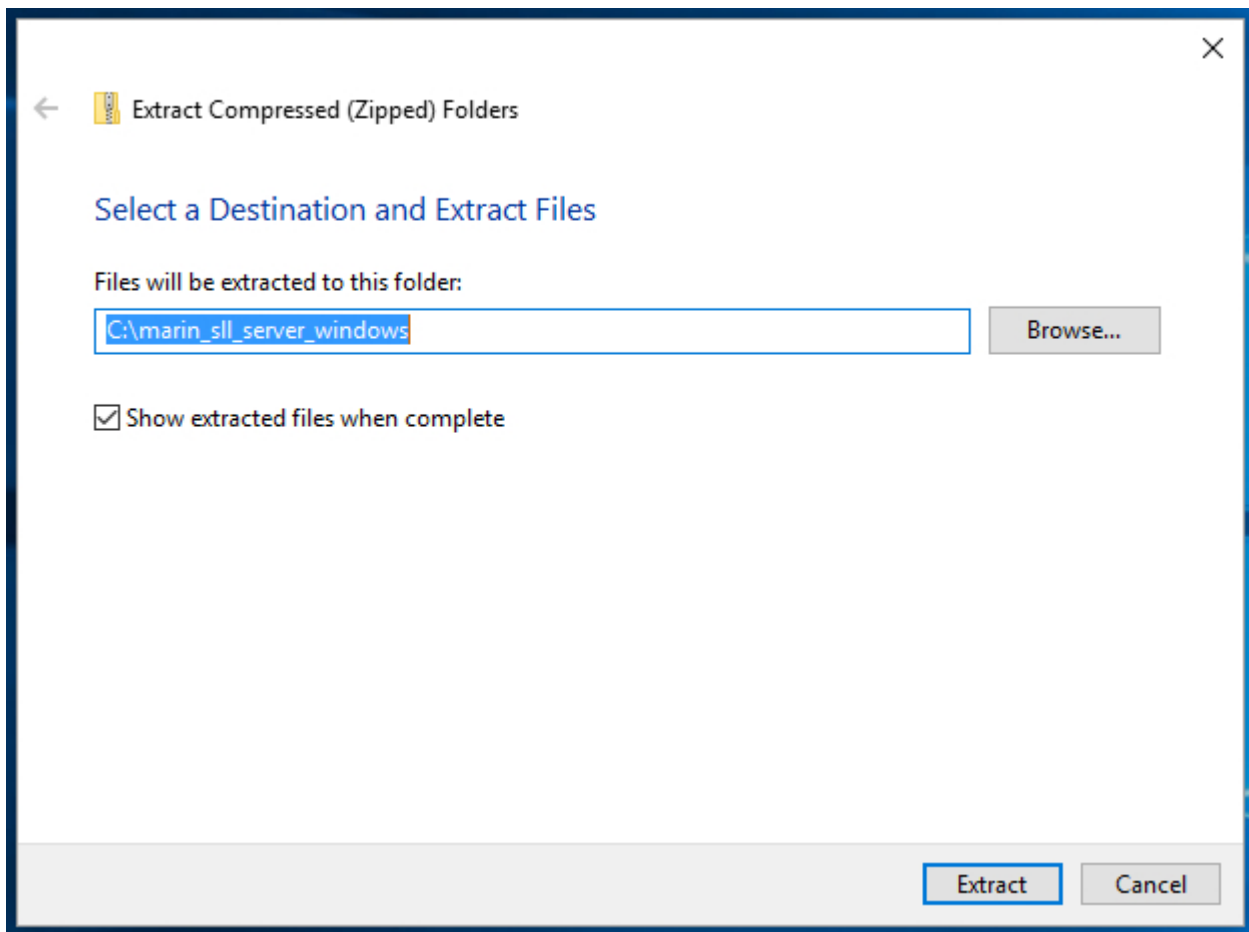 Extract Compressed (Zipped) Folders
Select a Destination and Extract Files
Files will be extracted to this folder:
C:\marin_sll_server_windows
Browse...
Show extracted files when complete
Extract
Cancel